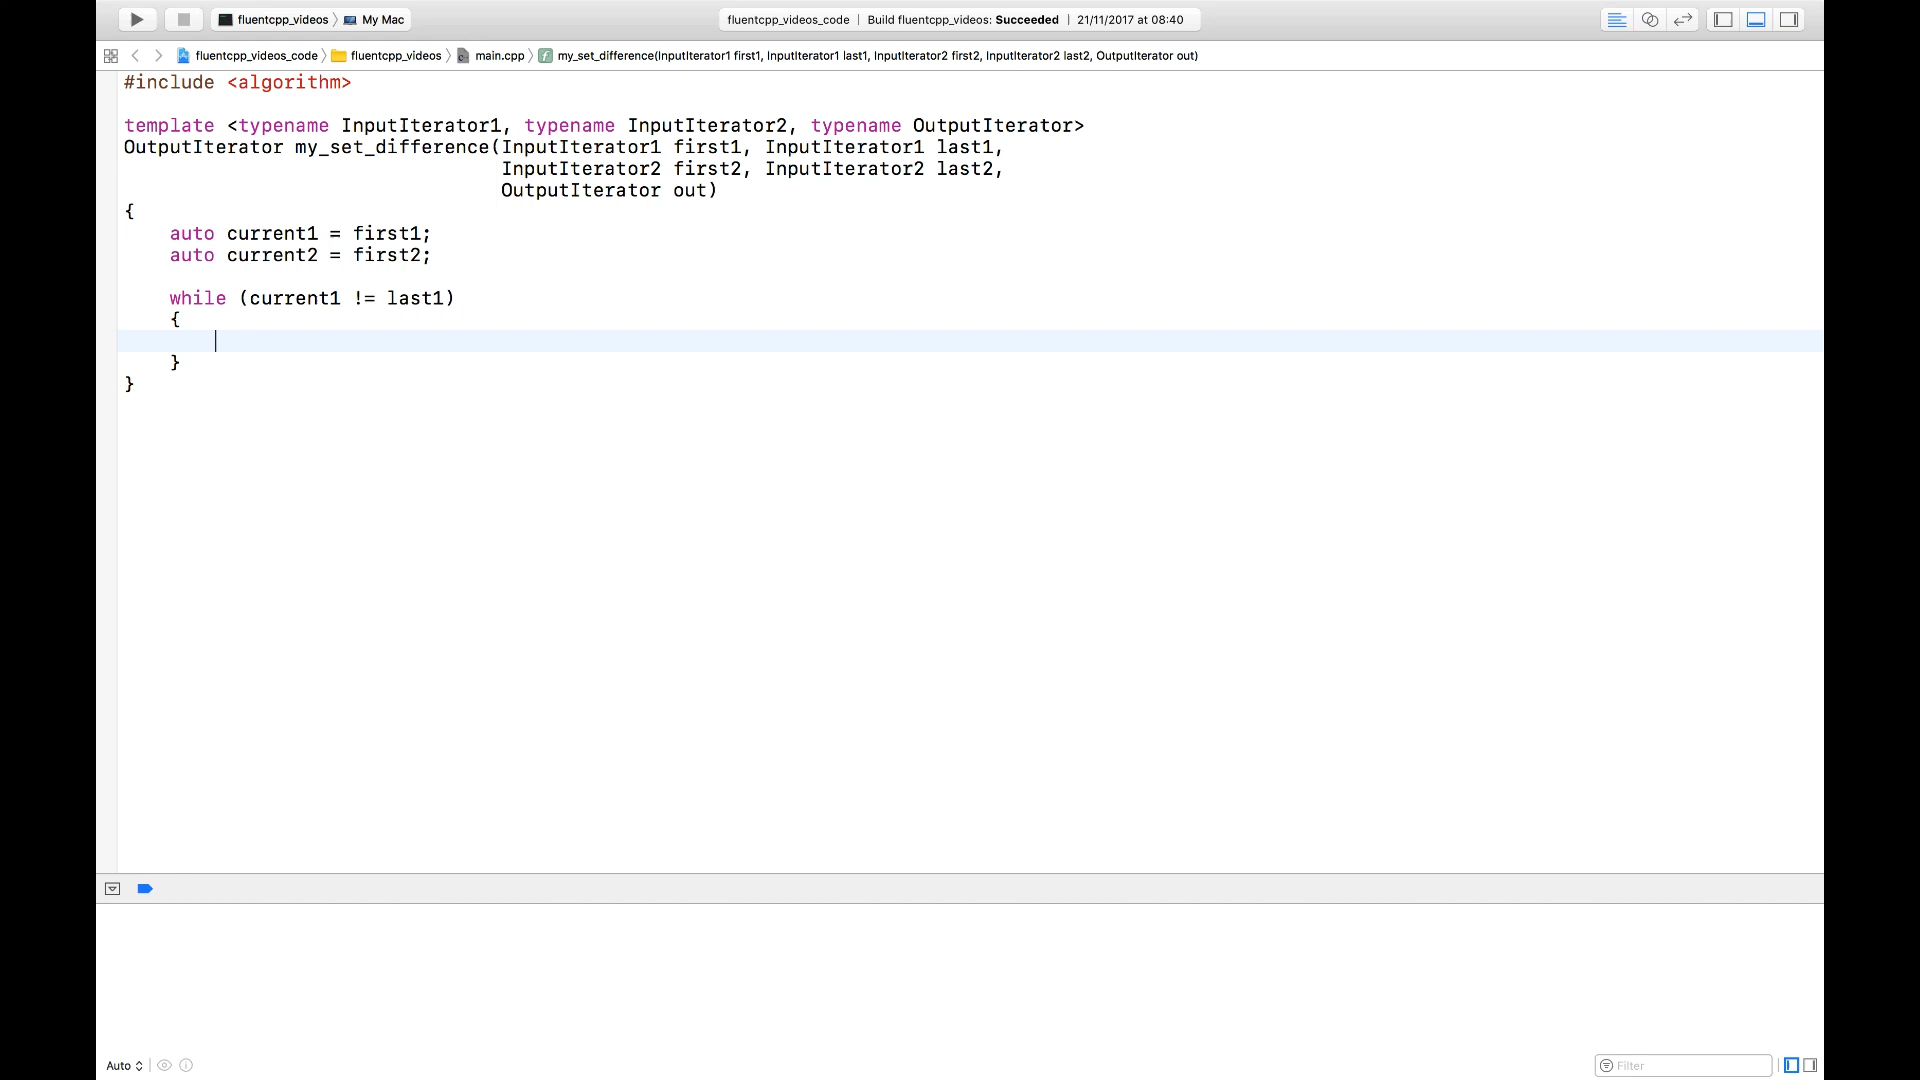 fluentcpp_videos My Mac
fluentcpp_videos_code | Build fluentcpp_videos: Succeeded | 21/11/2017 at 08:40
fluentcpp_videos_code fluentcpp_videos main.cpp my_set_difference(InputIterator1 first1, InputIterator1 last1, InputIterator2 first2, InputIterator2 last2, OutputIterator out)
#include <algorithm>
template <typename InputIterator1, typename InputIterator2, typename OutputIterator>
OutputIterator my_set_difference(InputIterator1 first1, InputIterator1 last1,
InputIterator2 first2, InputIterator2 last2,
OutputIterator out)
{
auto current1 = first1;
auto current2 = first2;
while (current1 != last1)
{
}
}
Auto
Filter